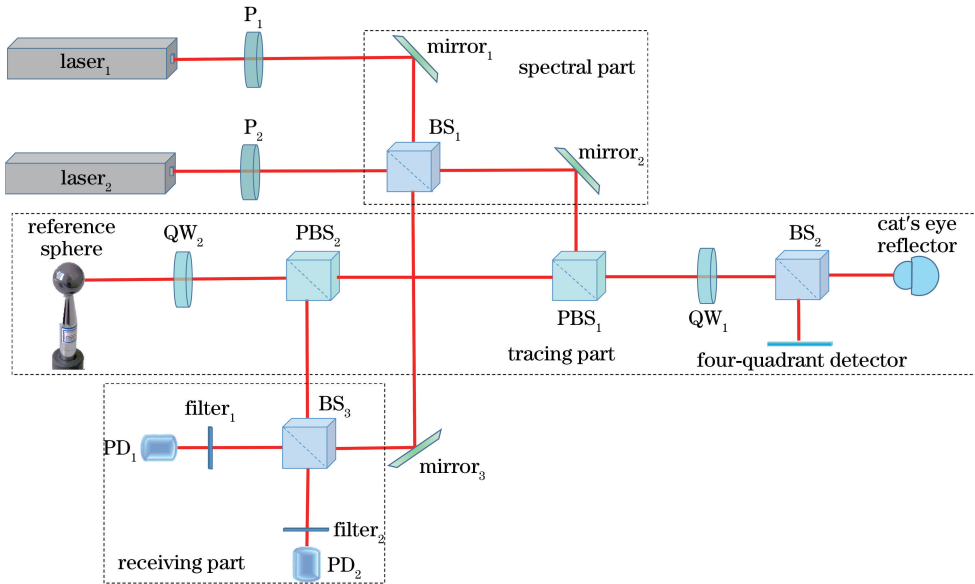 P₁
laser₁
mirror₁
spectral part
P₂
BS₁
mirror₂
laser₂
reference
sphere
QW₂
PBS₂
BS₂
cat's eye
reflector
PBS₁
QW₁
tracing part
four-quadrant detector
filter₁
BS₃
PD₁
mirror₃
filter₂
receiving part
PD₂